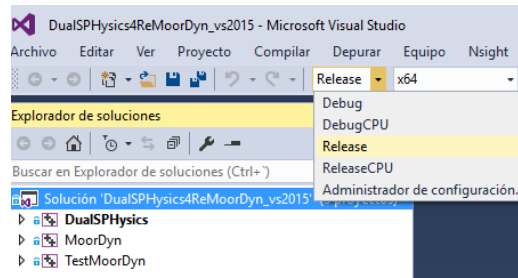 DualSPHysics4ReMoorDyn_vs2015 - Microsoft Visual Studio
Archivo Editar Ver Proyecto Compilar Depurar Equipo Nsight
Release x64
Debug
DebugCPU
Release
ReleaseCPU
Administrador de configuración.
Explorador de soluciones
Buscar en Explorador de soluciones (Ctrl+`)
Solución 'DualSPHysics4ReMoorDyn_vs2015'
DualSPHysics
MoorDyn
TestMoorDyn